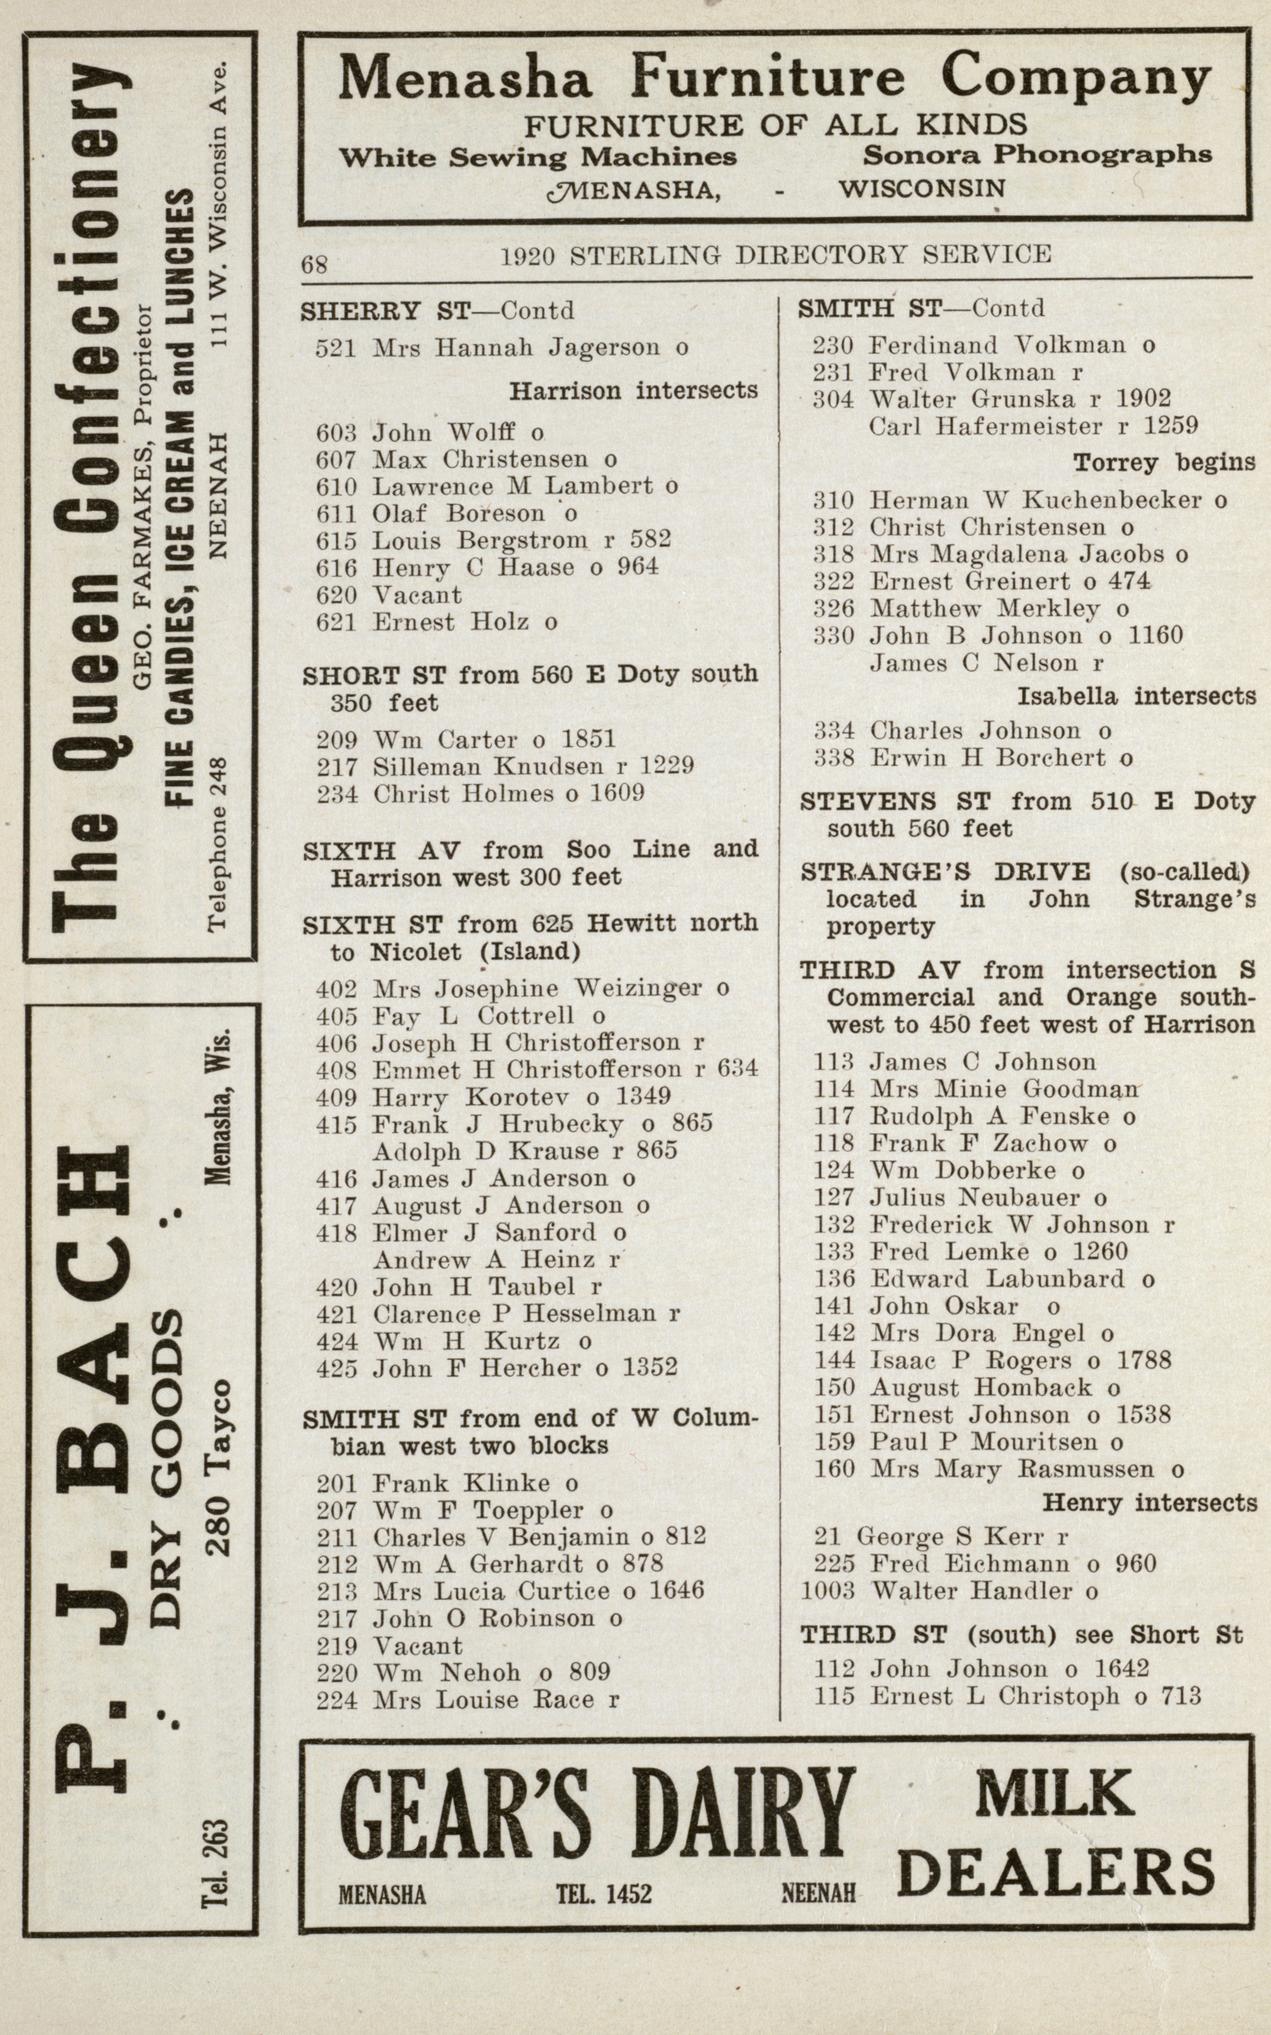 The Queen Confectionery
GEO. FARMAKES, Proprietor
FINE CANDIES, ICE CREAM and LUNCHES
Telephone 248 NEENAH 111 W. Wisconsin Ave.
P. J. BACH
DRY GOODS
Tel. 263 280 Tayco Menasha, Wis.
Menasha Furniture Company
FURNITURE OF ALL KINDS
White Sewing Machines Sonora Phonographs
MENASHA, - WISCONSIN
68 1920 STERLING DIRECTORY SERVICE
SHERRY ST—Contd
521 Mrs Hannah Jagerson o
Harrison intersects
603 John Wolff o
607 Max Christensen o
610 Lawrence M Lambert o
611 Olaf Boreson o
615 Louis Bergstrom r 582
616 Henry C Haase o 964
620 Vacant
621 Ernest Holz o
SHORT ST from 560 E Doty south
350 feet
209 Wm Carter o 1851
217 Silleman Knudsen r 1229
234 Christ Holmes o 1609
SIXTH AV from Soo Line and
Harrison west 300 feet
SIXTH ST from 625 Hewitt north
to Nicolet (Island)
402 Mrs Josephine Weizinger o
405 Fay L Cottrell o
406 Joseph H Christofferson r
408 Emmet H Christofferson r 634
409 Harry Korotev o 1349
415 Frank J Hrubecky o 865
Adolph D Krause r 865
416 James J Anderson o
417 August J Anderson o
418 Elmer J Sanford o
Andrew A Heinz r
420 John H Taubel r
421 Clarence P Hesselman r
424 Wm H Kurtz o
425 John F Hercher o 1352
SMITH ST from end of W Colum-
bian west two blocks
201 Frank Klinke o
207 Wm F Toeppler o
211 Charles V Benjamin o 812
212 Wm A Gerhardt o 878
213 Mrs Lucia Curtice o 1646
217 John O Robinson o
219 Vacant
220 Wm Nehoh o 809
224 Mrs Louise Race r
SMITH ST—Contd
230 Ferdinand Volkman o
231 Fred Volkman r
304 Walter Grunska r 1902
Carl Hafermeister r 1259
Torrey begins
310 Herman W Kuchenbecker o
312 Christ Christensen o
318 Mrs Magdalena Jacobs o
322 Ernest Greinert o 474
326 Matthew Merkley o
330 John B Johnson o 1160
James C Nelson r
Isabella intersects
334 Charles Johnson o
338 Erwin H Borchert o
STEVENS ST from 510 E Doty
south 560 feet
STRANGE'S DRIVE (so-called)
located in John Strange's
property
THIRD AV from intersection S
Commercial and Orange south-
west to 450 feet west of Harrison
113 James C Johnson
114 Mrs Minie Goodman
117 Rudolph A Fenske o
118 Frank F Zachow o
124 Wm Dobberke o
127 Julius Neubauer o
132 Frederick W Johnson r
133 Fred Lemke o 1260
136 Edward Labunbard o
141 John Oskar o
142 Mrs Dora Engel o
144 Isaac P Rogers o 1788
150 August Homback o
151 Ernest Johnson o 1538
159 Paul P Mouritsen o
160 Mrs Mary Rasmussen o
Henry intersects
21 George S Kerr r
225 Fred Eichmann o 960
1003 Walter Handler o
THIRD ST (south) see Short St
112 John Johnson o 1642
115 Ernest L Christoph o 713
GEAR'S DAIRY
MENASHA TEL. 1452 NEENAH
MILK
DEALERS